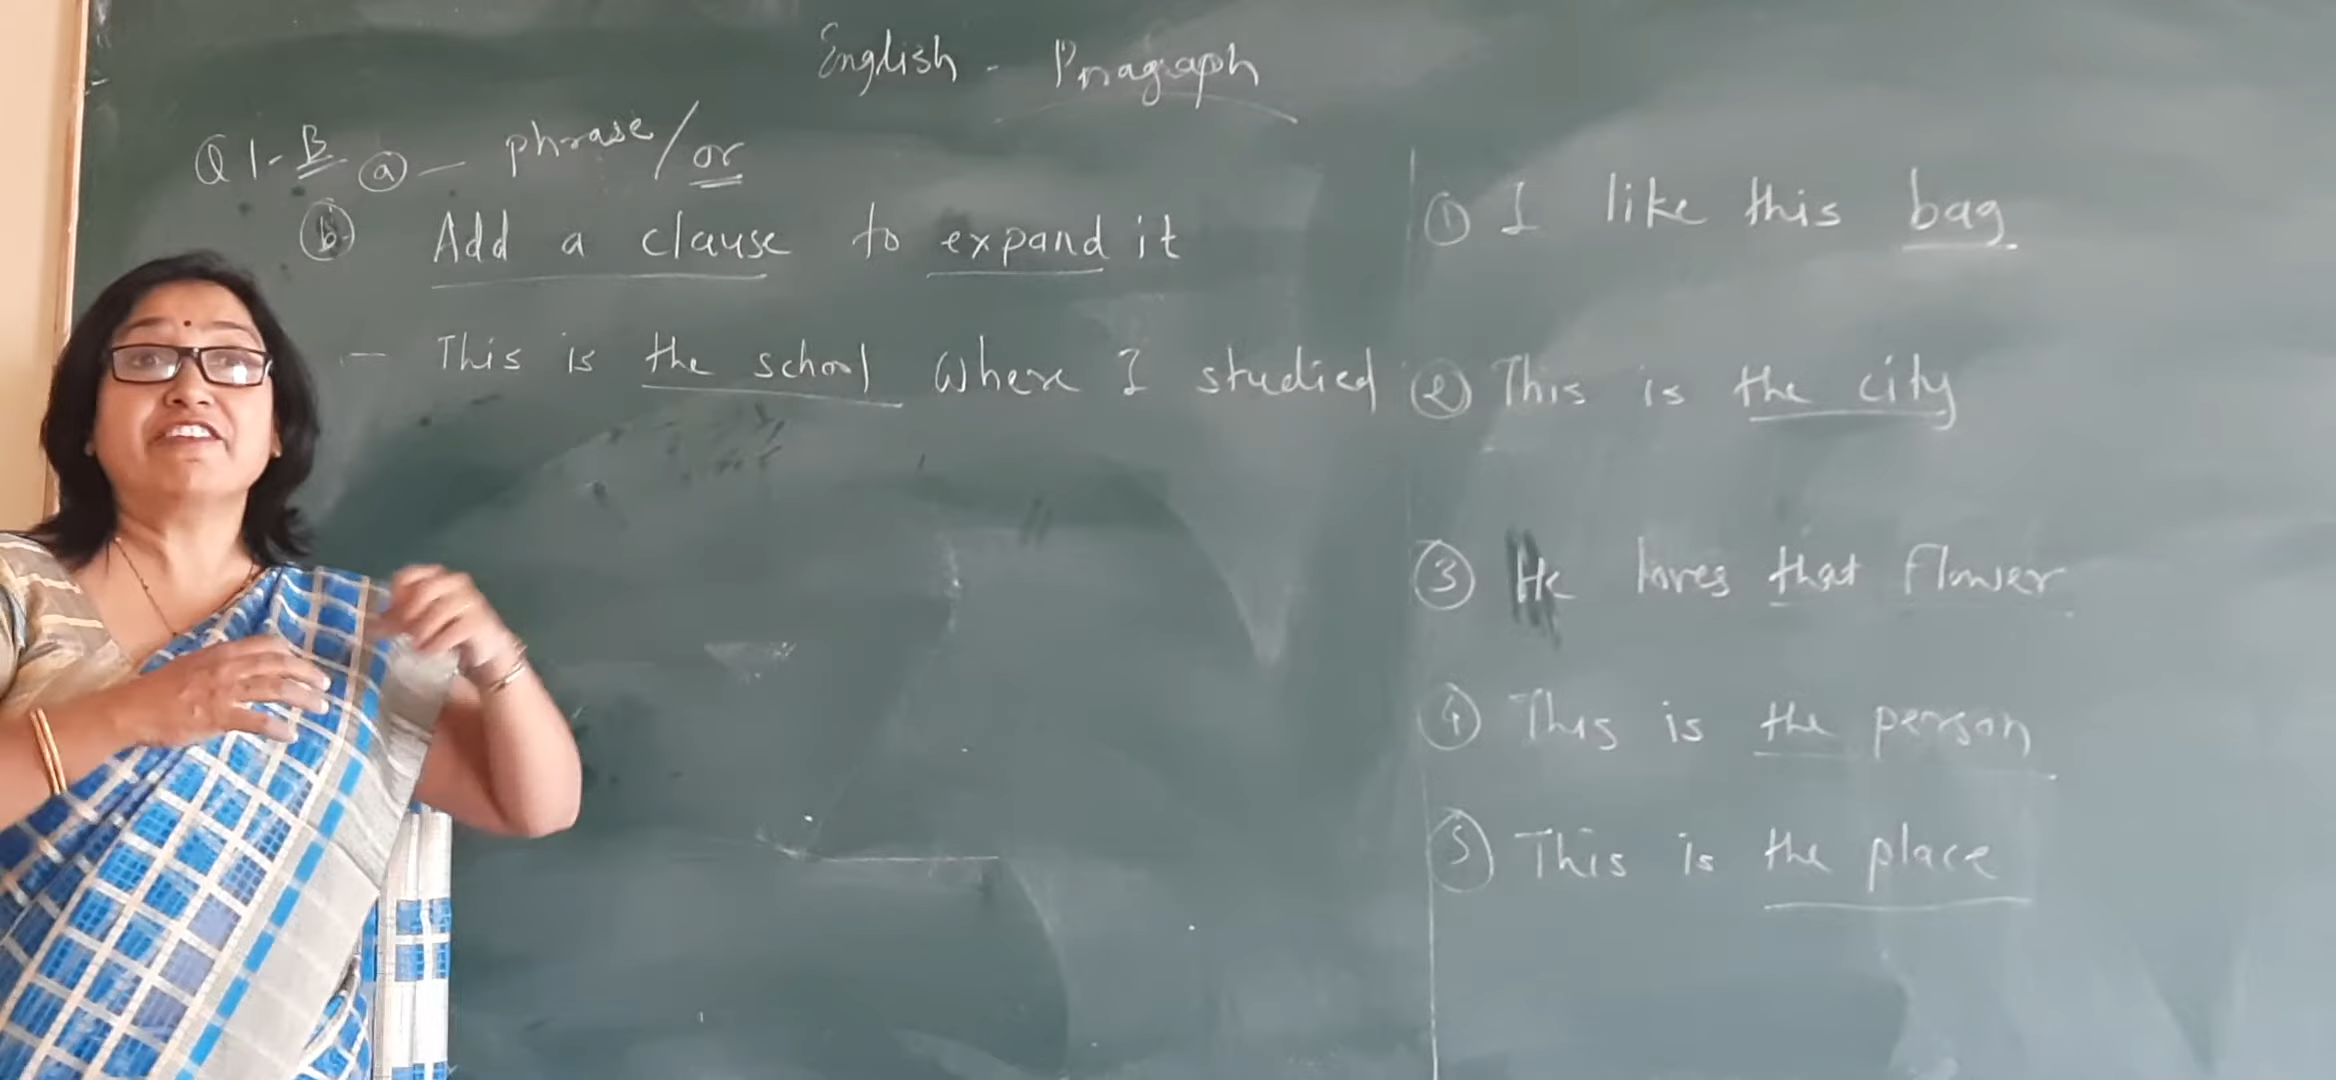 English - Pragraph
Q1-B (a) — phrase/or
(b) Add a clause to expand it
— This is the school where I studied
(1) I like this bag
(2) This is the city
(3) He loves that flower
(4) This is the person
(5) This is the place